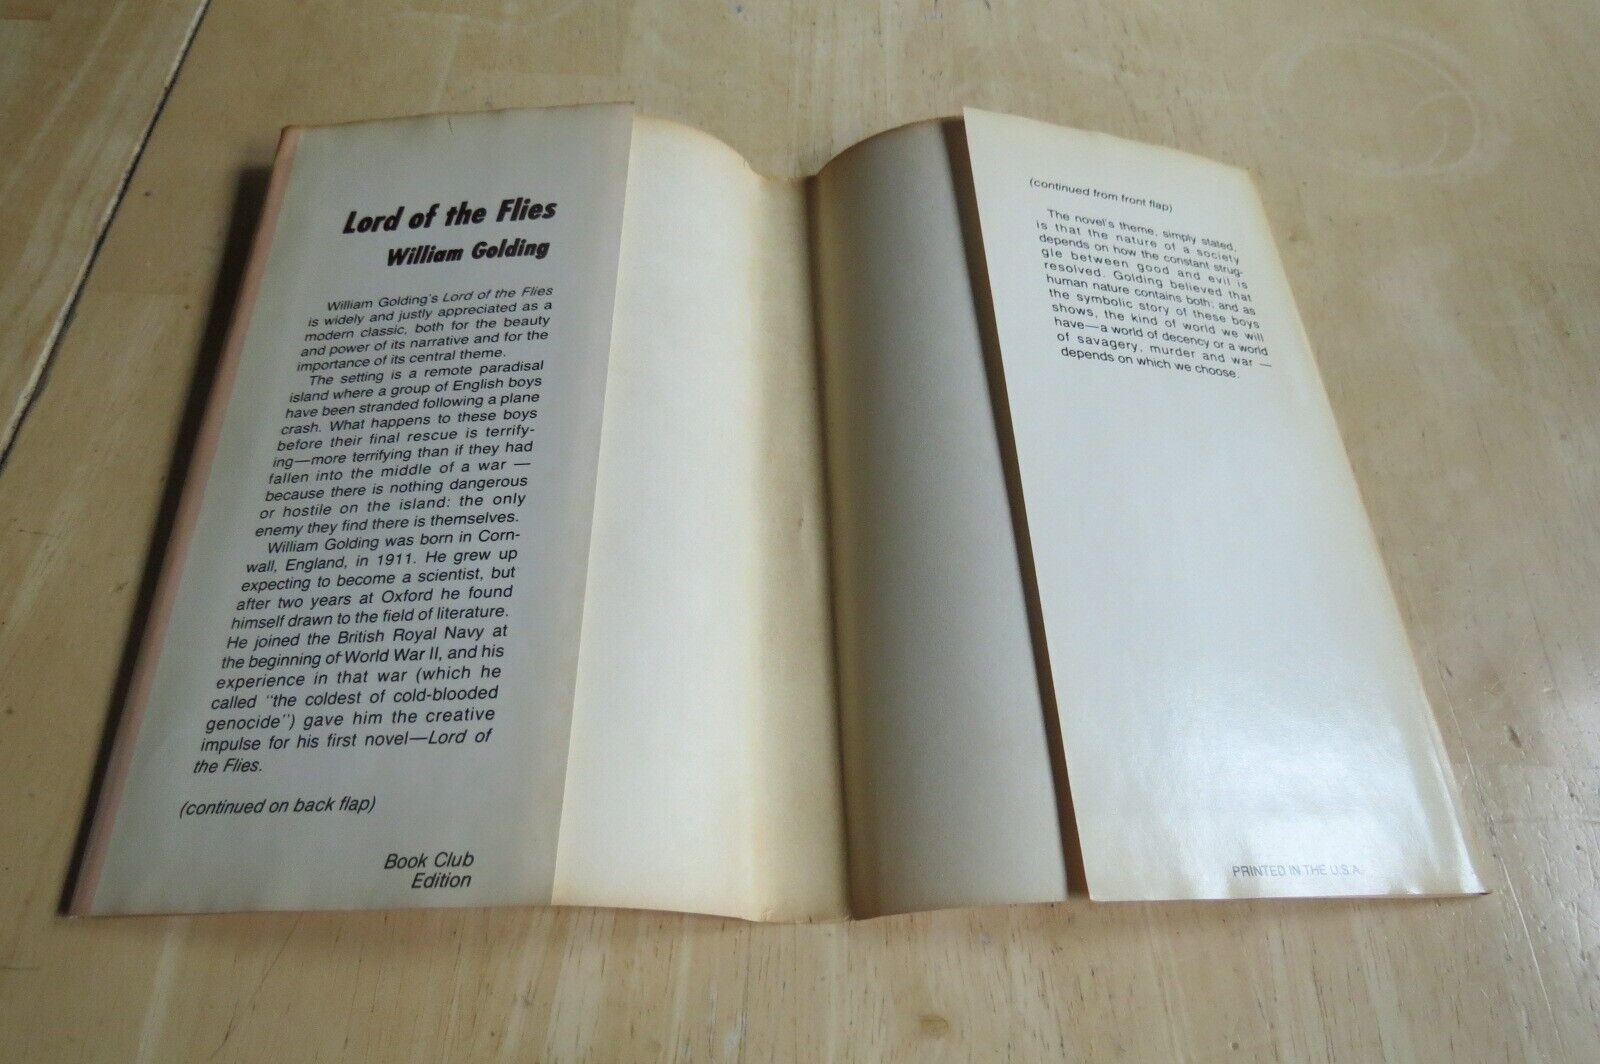 Lord of the Flies
William Golding
William Golding's Lord of the Flies
is widely and justly appreciated as a
modern classic, both for the beauty
and power of its narrative and for the
importance of its central theme.
The setting is a remote paradisal
island where a group of English boys
have been stranded following a plane
crash. What happens to these boys
before their final rescue is terrify-
ing—more terrifying than if they had
fallen into the middle of a war —
because there is nothing dangerous
or hostile on the island: the only
enemy they find there is themselves.
William Golding was born in Corn-
wall, England, in 1911. He grew up
expecting to become a scientist, but
after two years at Oxford he found
himself drawn to the field of literature.
He joined the British Royal Navy at
the beginning of World War II, and his
experience in that war (which he
called "the coldest of cold-blooded
genocide") gave him the creative
impulse for his first novel—Lord of
the Flies.
(continued on back flap)
Book Club
Edition
(continued from front flap)
The novel's theme, simply stated,
is that the nature of a society
depends on how the constant strug-
gle between good and evil is
resolved. Golding believed that
human nature contains both; and as
the symbolic story of these boys
shows, the kind of world we will
have—a world of decency or a world
of savagery, murder and war —
depends on which we choose.
PRINTED IN THE U.S.A.